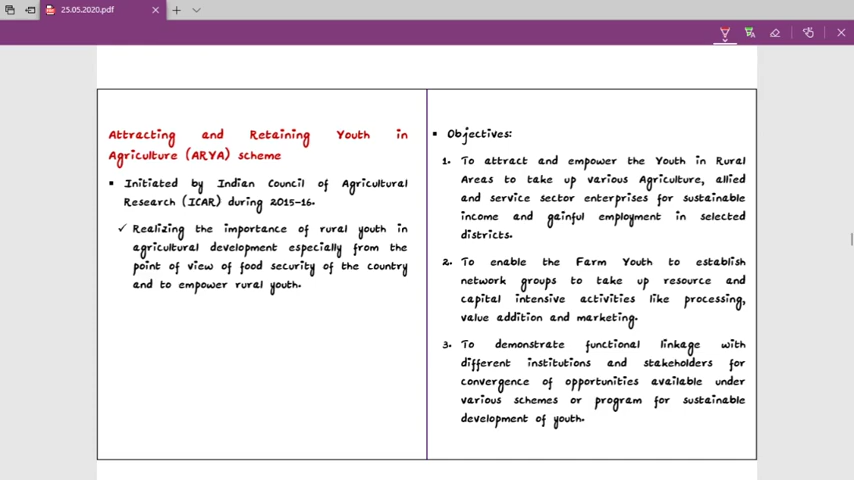 25.05.2020.pdf
Attracting and Retaining Youth in
Agriculture (ARYA) scheme
▪ Initiated by Indian Council of Agricultural
Research (ICAR) during 2015-16.
✓ Realizing the importance of rural youth in
agricultural development especially from the
point of view of food security of the country
and to empower rural youth.
▪ Objectives:
1. To attract and empower the Youth in Rural
Areas to take up various Agriculture, allied
and service sector enterprises for sustainable
income and gainful employment in selected
districts.
2. To enable the Farm Youth to establish
network groups to take up resource and
capital intensive activities like processing,
value addition and marketing.
3. To demonstrate functional linkage with
different institutions and stakeholders for
convergence of opportunities available under
various schemes or program for sustainable
development of youth.